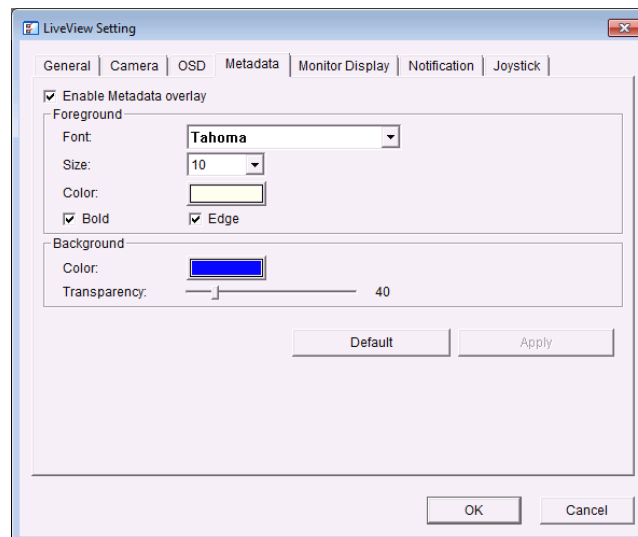 LiveView Setting
General Camera OSD Metadata Monitor Display Notification Joystick
Enable Metadata overlay
Foreground
Font: Tahoma
Size: 10
Color:
Bold Edge
Background
Color:
Transparency: 40
Default Apply
OK Cancel